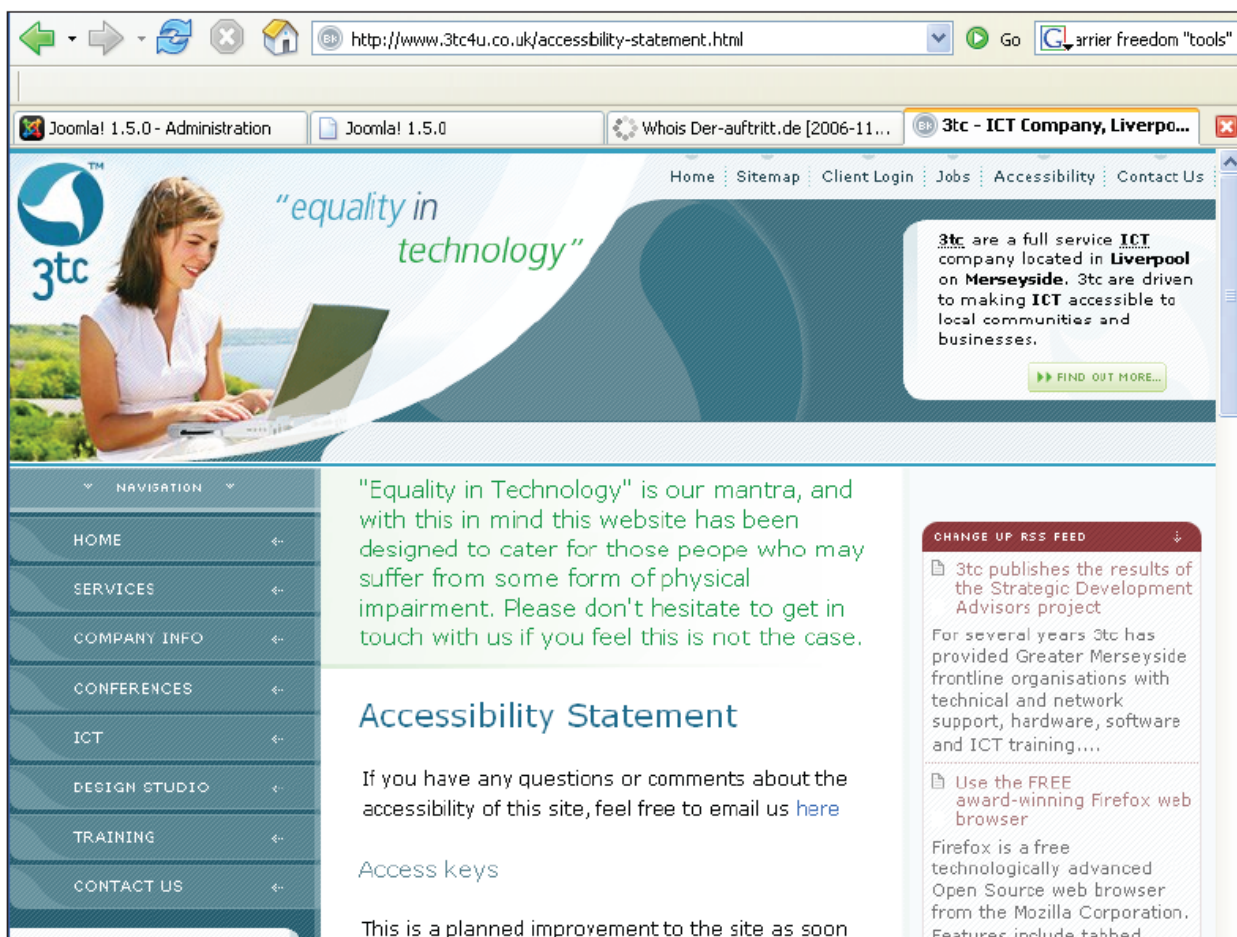 http://www.3tc4u.co.uk/accessibility-statement.html
Go
arrier freedom "tools"
Joomla! 1.5.0 - Administration
Joomla! 1.5.0
Whois Der-auftritt.de [2006-11...
3tc - ICT Company, Liverpo...
Home Sitemap Client Login Jobs Accessibility Contact Us
TM
3tc
"equality in
technology"
3tc are a full service ICT
company located in Liverpool
on Merseyside. 3tc are driven
to making ICT accessible to
local communities and
businesses.
FIND OUT MORE...
NAVIGATION
HOME
SERVICES
COMPANY INFO
CONFERENCES
ICT
DESIGN STUDIO
TRAINING
CONTACT US
"Equality in Technology" is our mantra, and
with this in mind this website has been
designed to cater for those peope who may
suffer from some form of physical
impairment. Please don't hesitate to get in
touch with us if you feel this is not the case.
Accessibility Statement
If you have any questions or comments about the
accessibility of this site, feel free to email us here
Access keys
This is a planned improvement to the site as soon
CHANGE UP RSS FEED
3tc publishes the results of
the Strategic Development
Advisors project
For several years 3tc has
provided Greater Merseyside
frontline organisations with
technical and network
support, hardware, software
and ICT training....
Use the FREE
award-winning Firefox web
browser
Firefox is a free
technologically advanced
Open Source web browser
from the Mozilla Corporation.
Features include tabbed